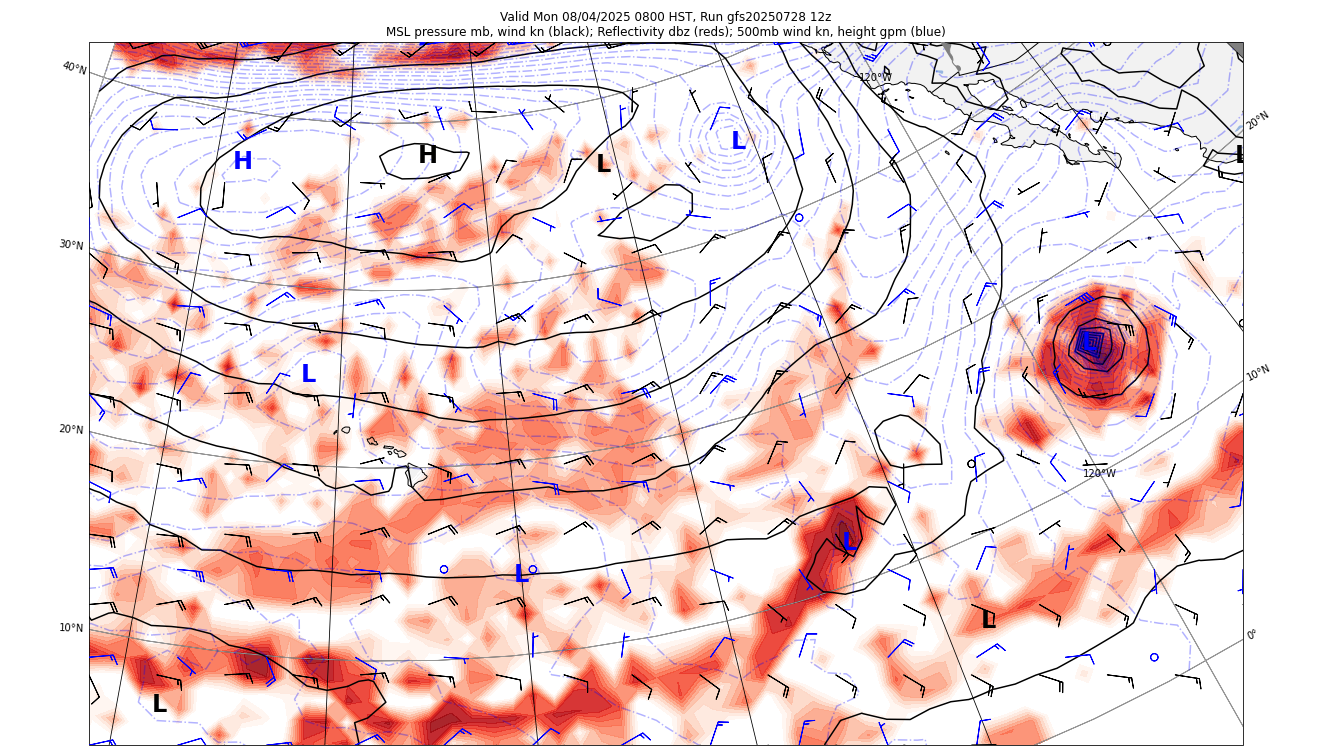 Valid Mon 08/04/2025 0800 HST, Run gfs20250728 12z
MSL pressure mb, wind kn (black); Reflectivity dbz (reds); 500mb wind kn, height gpm (blue)
40°N
120°W
20°N
H
H
L
L
L
30°N
L
10°N
L
20°N
120°W
L
L
10°N
L
0°
L